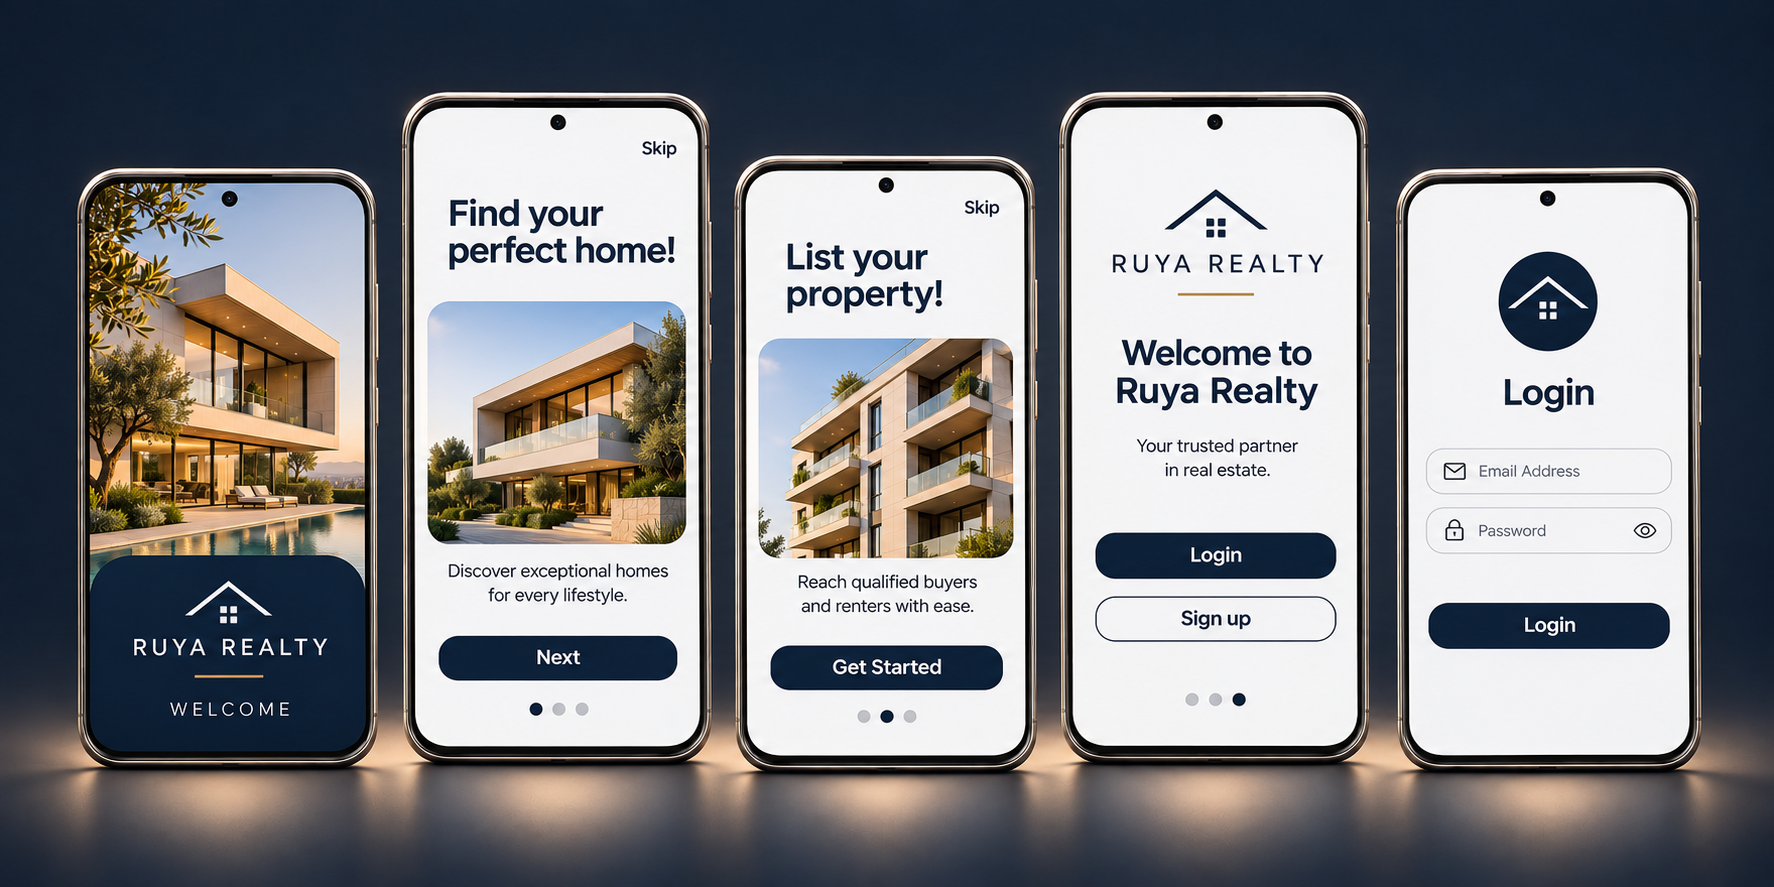 RUYA REALTY
WELCOME
Skip
Find your
perfect home!
Discover exceptional homes
for every lifestyle.
Next
Skip
List your
property!
Reach qualified buyers
and renters with ease.
Get Started
RUYA REALTY
Welcome to
Ruya Realty
Your trusted partner
in real estate.
Login
Sign up
Login
Email Address
Password
Login